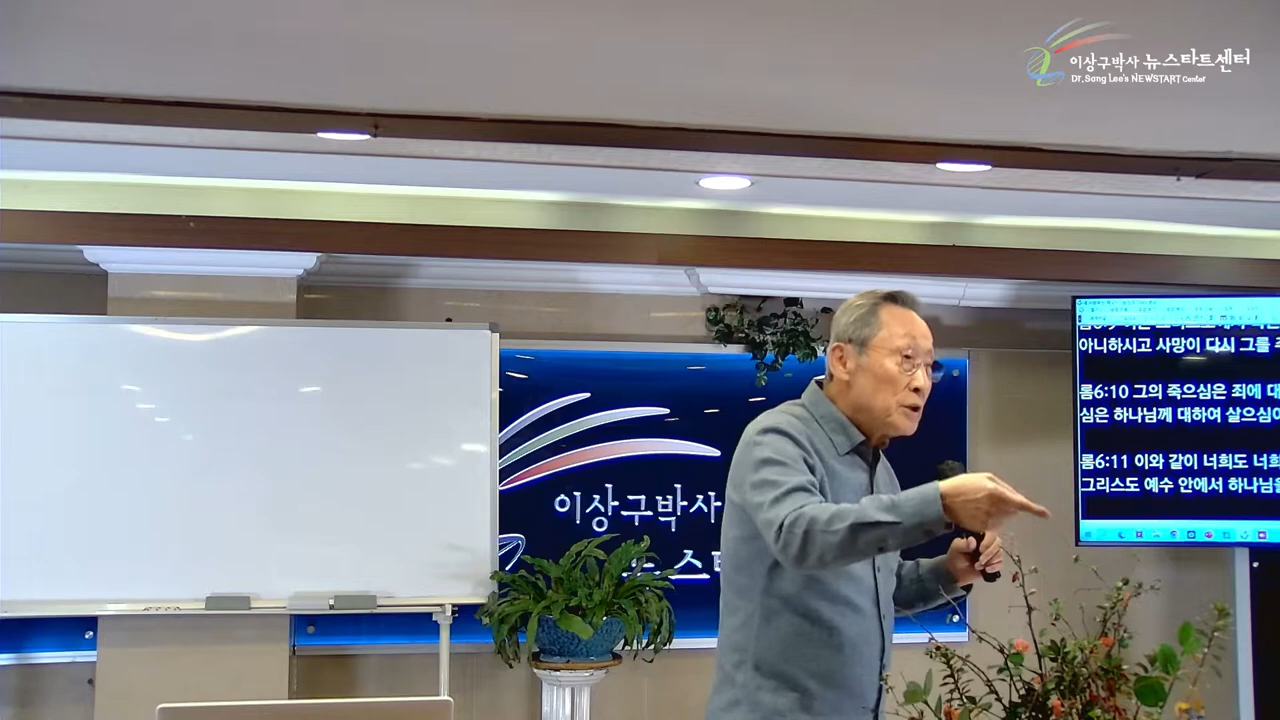 이상구박사 뉴스타트센터
Dr. Sang Lee's NEWSTART Center
이상구박사
스타
아니하시고 사망이 다시 그를 주
롬6:10 그의 죽으심은 죄에 대
심은 하나님께 대하여 살으심이
롬6:11 이와 같이 너희도 너희
그리스도 예수 안에서 하나님을